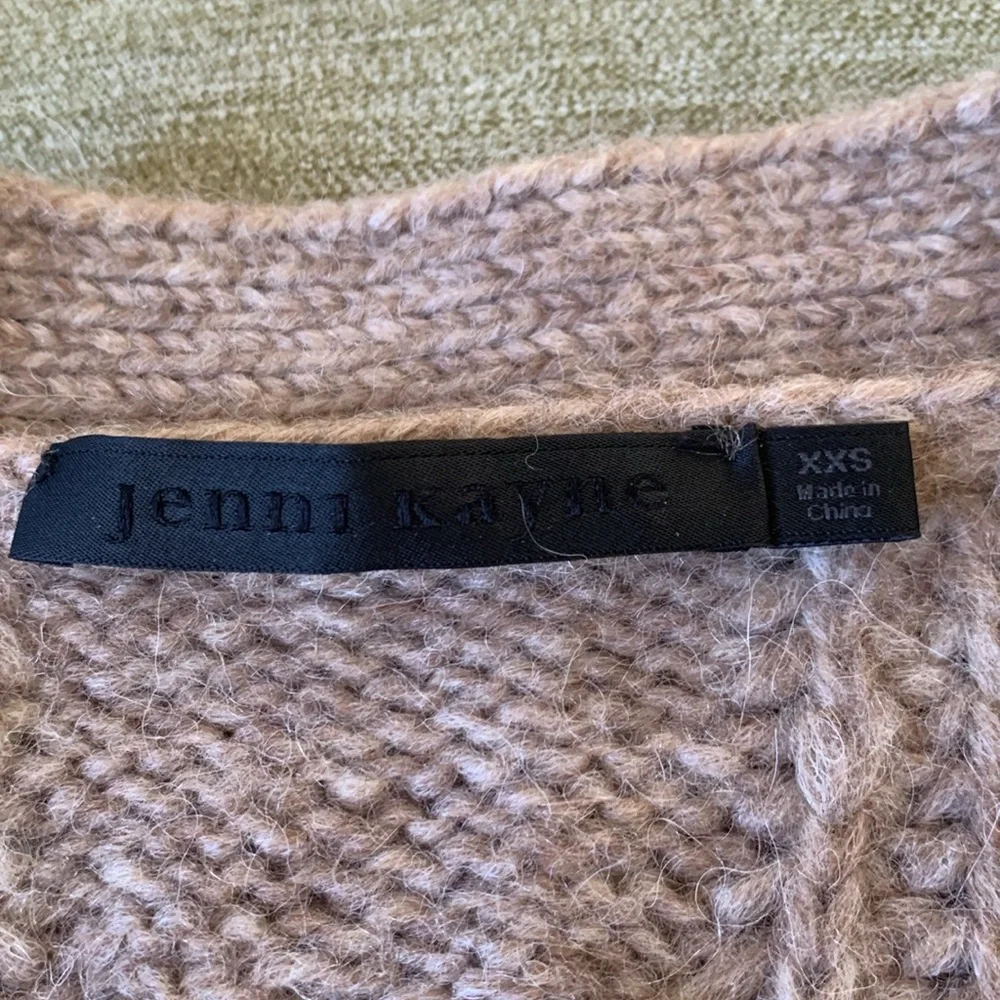 jenni kayne
XXS
Made in
China